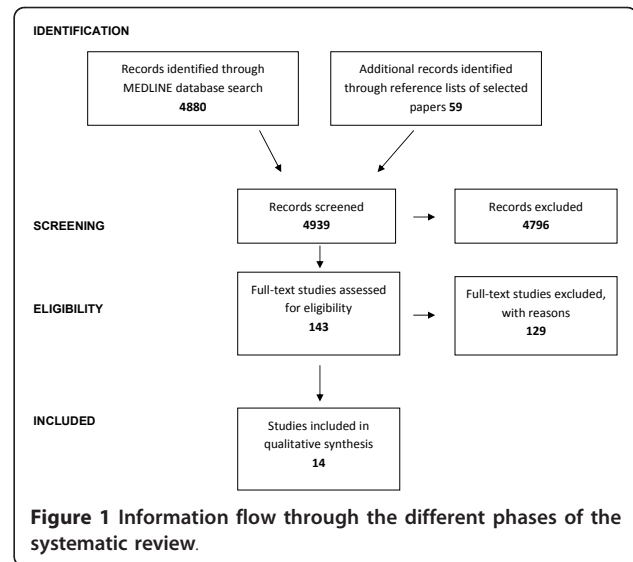 IDENTIFICATION
Records identified through
MEDLINE database search
4880
Additional records identified
through reference lists of selected
papers 59
SCREENING
Records screened
4939
Records excluded
4796
ELIGIBILITY
Full-text studies assessed
for eligibility
143
Full-text studies excluded,
with reasons
129
INCLUDED
Studies included in
qualitative synthesis
14
Figure 1 Information flow through the different phases of the
systematic review.